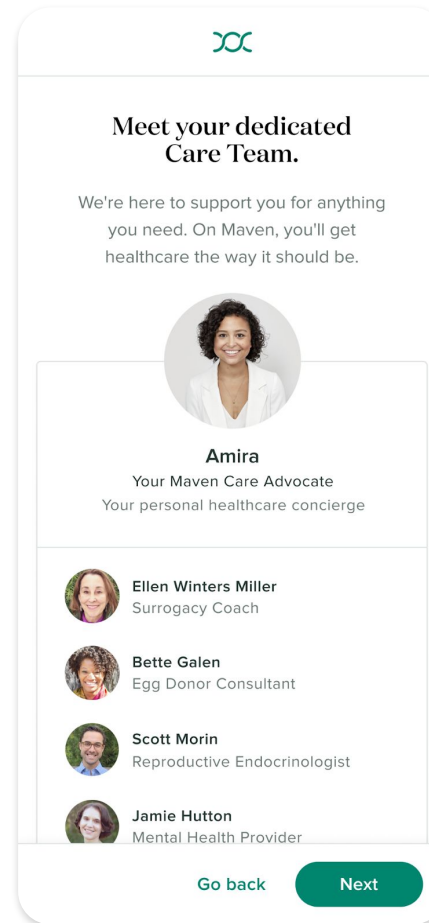 Meet your dedicated
Care Team.
We're here to support you for anything
you need. On Maven, you'll get
healthcare the way it should be.
Amira
Your Maven Care Advocate
Your personal healthcare concierge
Ellen Winters Miller
Surrogacy Coach
Bette Galen
Egg Donor Consultant
Scott Morin
Reproductive Endocrinologist
Jamie Hutton
Mental Health Provider
Go back
Next